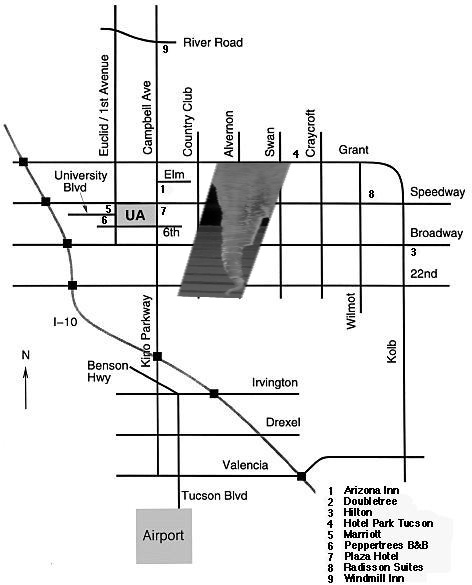 River Road
9
Euclid / 1st Avenue
Campbell Ave
Country Club
Alvernon
Swan
Craycroft
4
Grant
Elm
1
University
Blvd
8
Speedway
5
UA
7
6
6th
Broadway
3
22nd
I-10
Kino Parkway
Wilmot
Kolb
N
Benson
Hwy
Irvington
Drexel
Valencia
Tucson Blvd
Airport
1 Arizona Inn
2 Doubletree
3 Hilton
4 Hotel Park Tucson
5 Marriott
6 Peppertrees B&B
7 Plaza Hotel
8 Radisson Suites
9 Windmill Inn